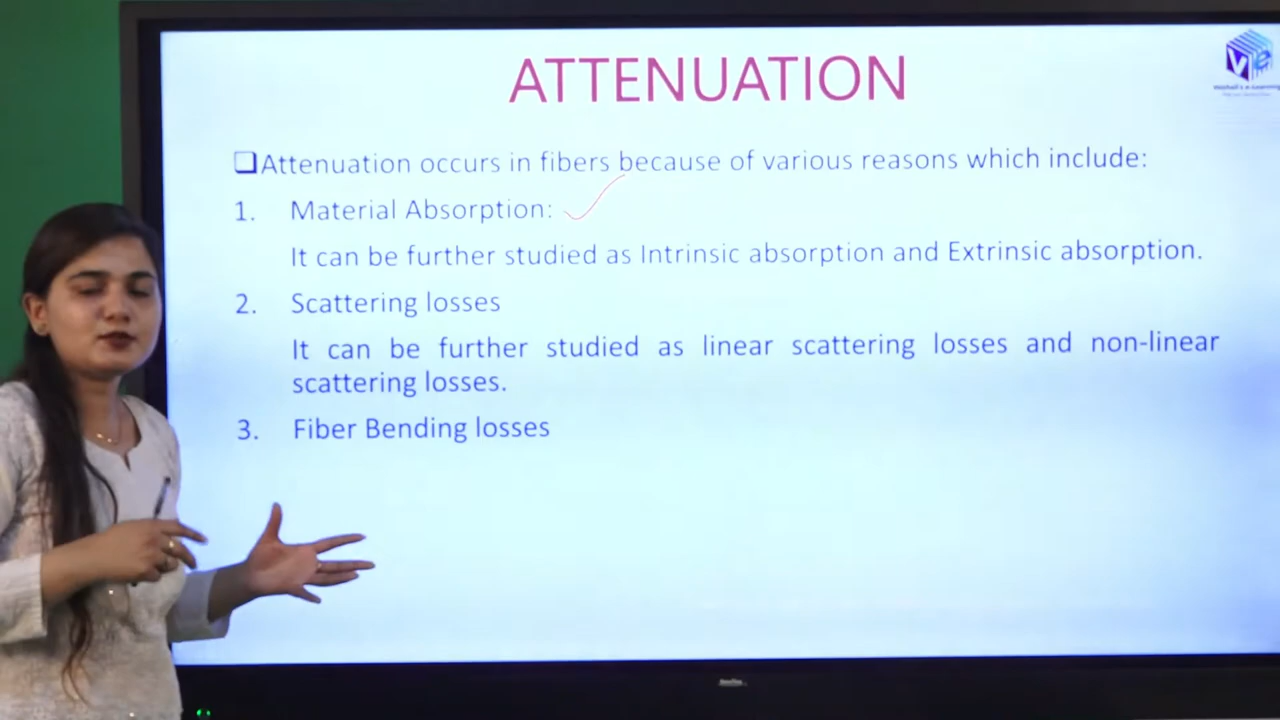 ATTENUATION
❑Attenuation occurs in fibers because of various reasons which include:
1. Material Absorption:
It can be further studied as Intrinsic absorption and Extrinsic absorption.
2. Scattering losses
It can be further studied as linear scattering losses and non-linear
scattering losses.
3. Fiber Bending losses